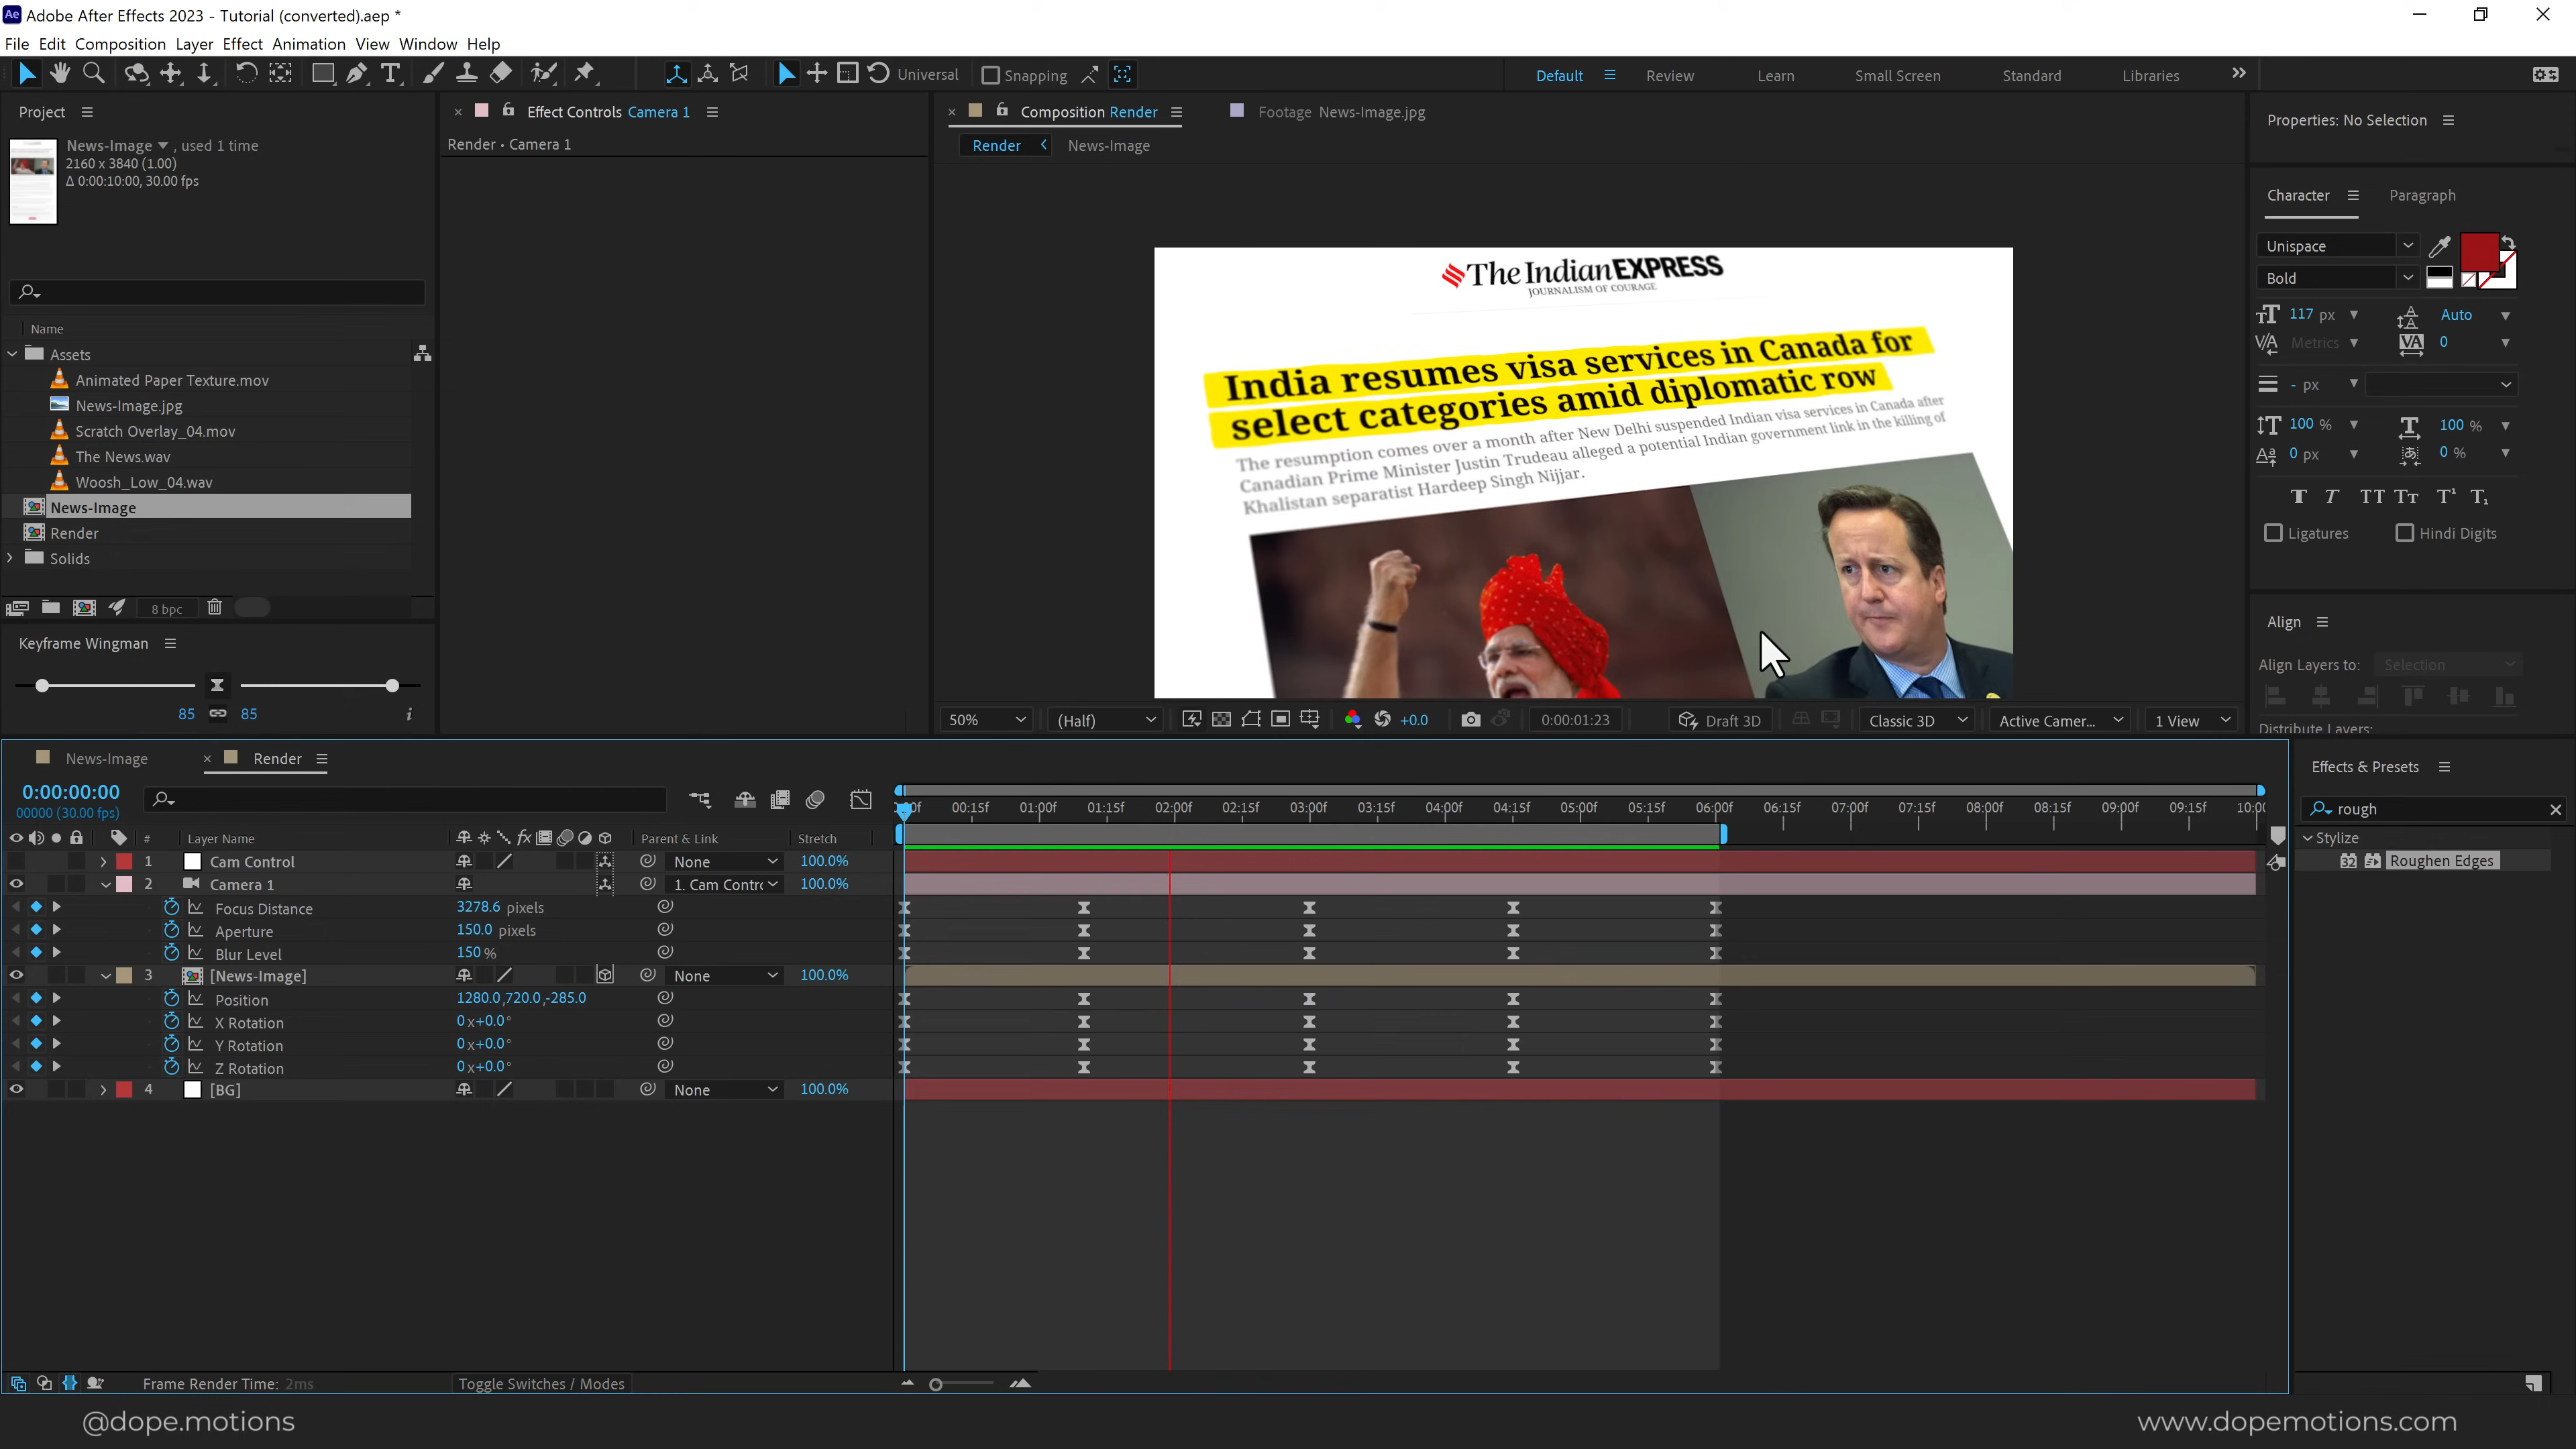 Ae Adobe After Effects 2023 - Tutorial (converted).aep *
File Edit Composition Layer Effect Animation View Window Help
Universal Snapping Default Review Learn Small Screen Standard Libraries
Project
News-Image , used 1 time
2160 x 3840 (1.00)
Δ 0:00:10:00, 30.00 fps
Name
Assets
Animated Paper Texture.mov
News-Image.jpg
Scratch Overlay_04.mov
The News.wav
Woosh_Low_04.wav
News-Image
Render
Solids
8 bpc
Keyframe Wingman
85 85
Effect Controls Camera 1
Render • Camera 1
Composition Render Footage News-Image.jpg
Render News-Image
The Indian EXPRESS
JOURNALISM OF COURAGE
India resumes visa services in Canada for
select categories amid diplomatic row
The resumption comes over a month after New Delhi suspended Indian visa services in Canada after
Canadian Prime Minister Justin Trudeau alleged a potential Indian government link in the killing of
Khalistan separatist Hardeep Singh Nijjar.
50% (Half) +0.0 0:00:01:23 Draft 3D Classic 3D Active Camer... 1 View
Properties: No Selection
Character Paragraph
Unispace
Bold
117 px Auto
Metrics 0
- px
100 % 100 %
0 px 0 %
Ligatures Hindi Digits
Align
Align Layers to: Selection
Distribute Layers:
News-Image Render
0:00:00:00
00000 (30.00 fps)
00:15f 01:00f 01:15f 02:00f 02:15f 03:00f 03:15f 04:00f 04:15f 05:00f 05:15f 06:00f 06:15f 07:00f 07:15f 08:00f 08:15f 09:00f 09:15f 10:0
# Layer Name Parent & Link Stretch
1 Cam Control None 100.0%
2 Camera 1 1. Cam Contr 100.0%
Focus Distance 3278.6 pixels
Aperture 150.0 pixels
Blur Level 150 %
3 [News-Image] None 100.0%
Position 1280.0,720.0,-285.0
X Rotation 0 x+0.0°
Y Rotation 0 x+0.0°
Z Rotation 0 x+0.0°
4 [BG] None 100.0%
Frame Render Time: 2ms Toggle Switches / Modes
Effects & Presets
rough
Stylize
32 Roughen Edges
@dope.motions
www.dopemotions.com